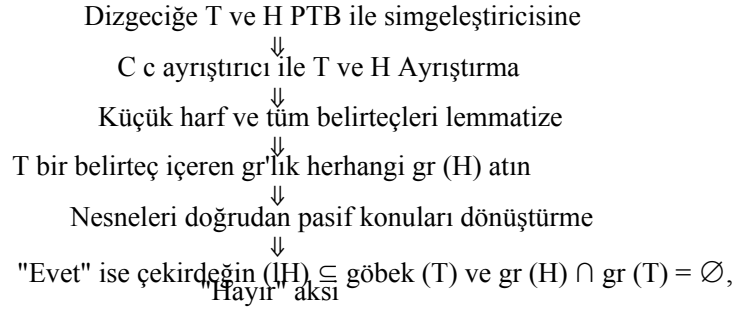 Dizgeciğe T ve H PTB ile simgeleştiricisine
⇓
C c ayrıştırıcı ile T ve H Ayrıştırma
⇓
Küçük harf ve tüm belirteçleri lemmatize
⇓
T bir belirteç içeren gr'lık herhangi gr (H) atın
⇓
Nesneleri doğrudan pasif konuları dönüştürme
⇓
"Evet" ise çekirdeğin (lH) ⊆ göbek (T) ve gr (H) ∩ gr (T) = ∅,
"Hayır" aksi